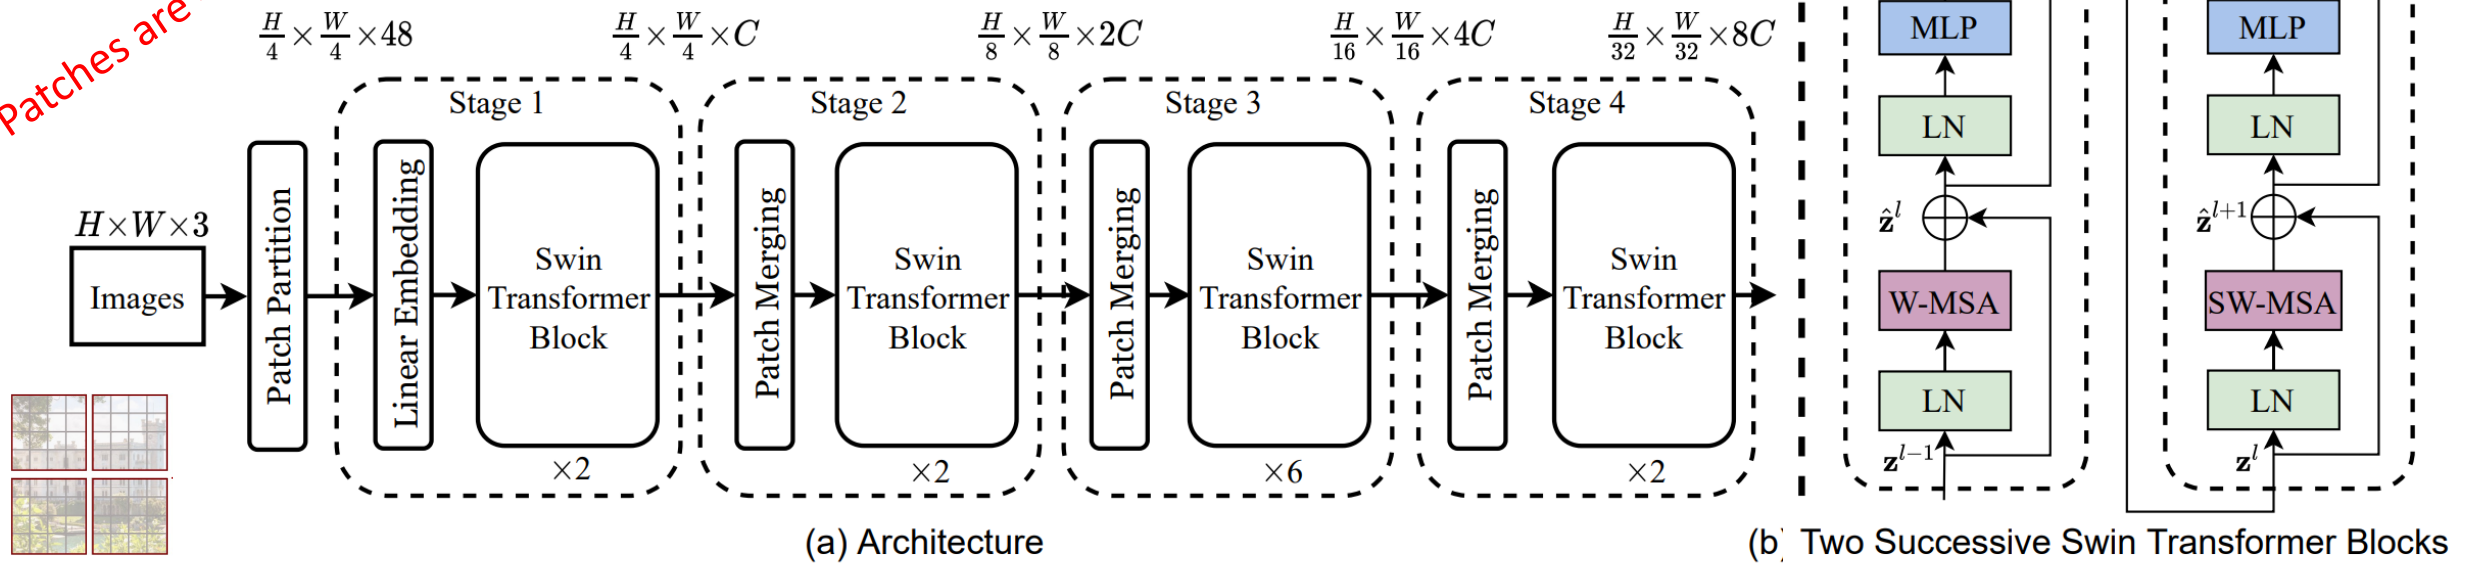 Patches are
H/4 × W/4 × 48
H/4 × W/4 × C
H/8 × W/8 × 2C
H/16 × W/16 × 4C
H/32 × W/32 × 8C
Stage 1
Stage 2
Stage 3
Stage 4
H×W×3
Images
Patch Partition
Linear Embedding
Swin
Transformer
Block
×2
Patch Merging
Swin
Transformer
Block
×2
Patch Merging
Swin
Transformer
Block
×6
Patch Merging
Swin
Transformer
Block
×2
(a) Architecture
MLP
LN
ẑ^l
W-MSA
LN
z^{l-1}
MLP
LN
ẑ^{l+1}
SW-MSA
LN
z^l
(b) Two Successive Swin Transformer Blocks